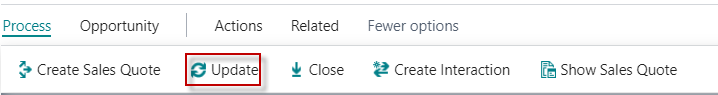 Process Opportunity Actions Related Fewer options
Create Sales Quote Update Close Create Interaction Show Sales Quote